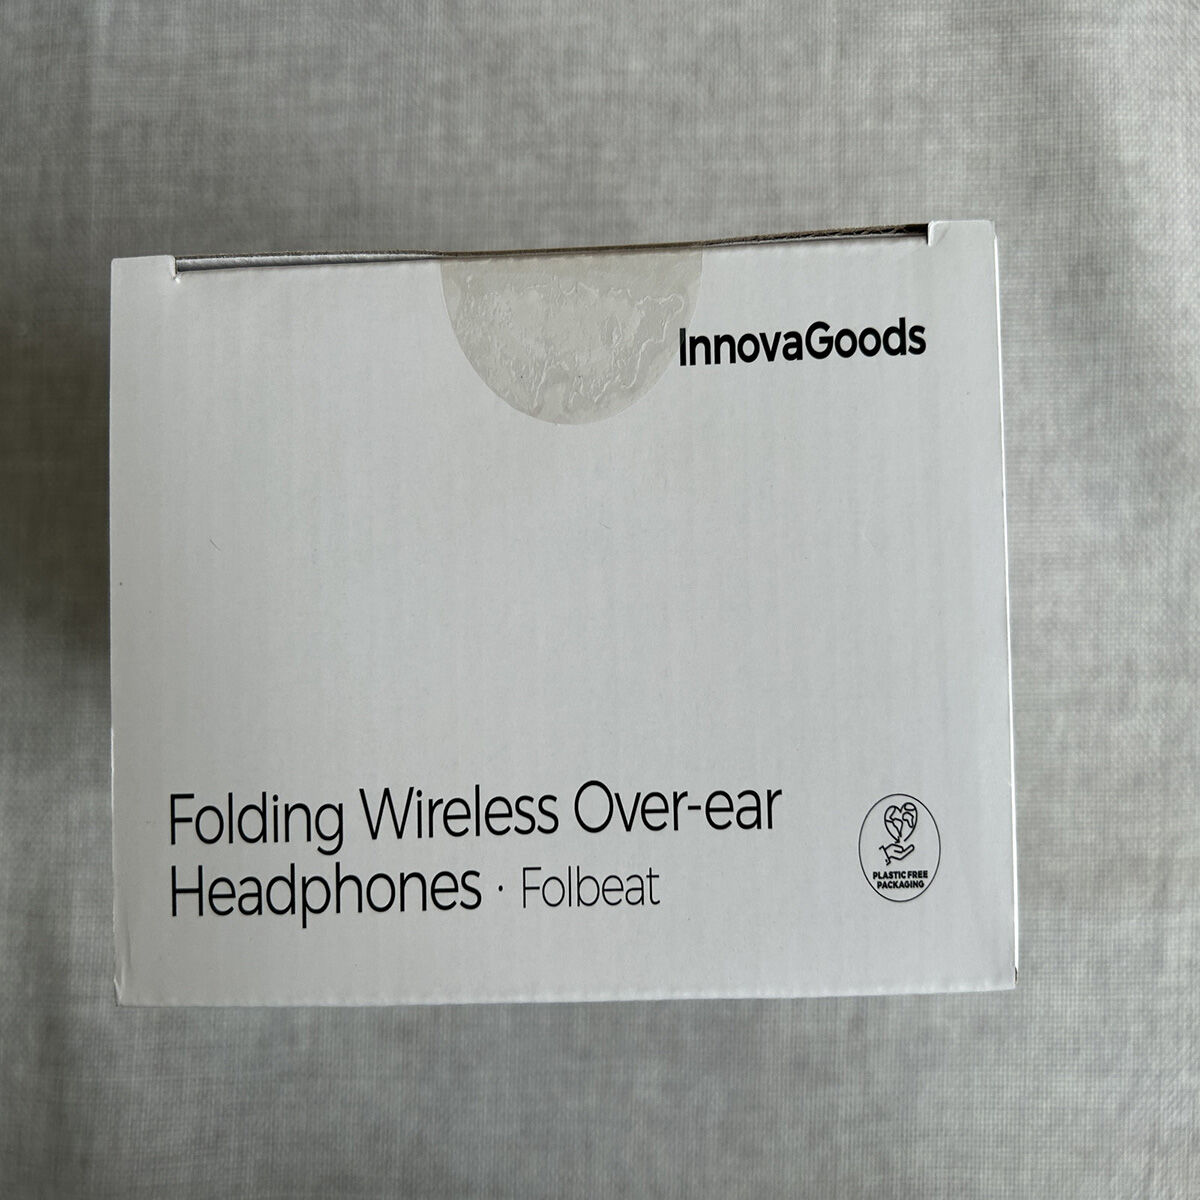 InnovaGoods
Folding Wireless Over-ear
Headphones · Folbeat
PLASTIC FREE
PACKAGING